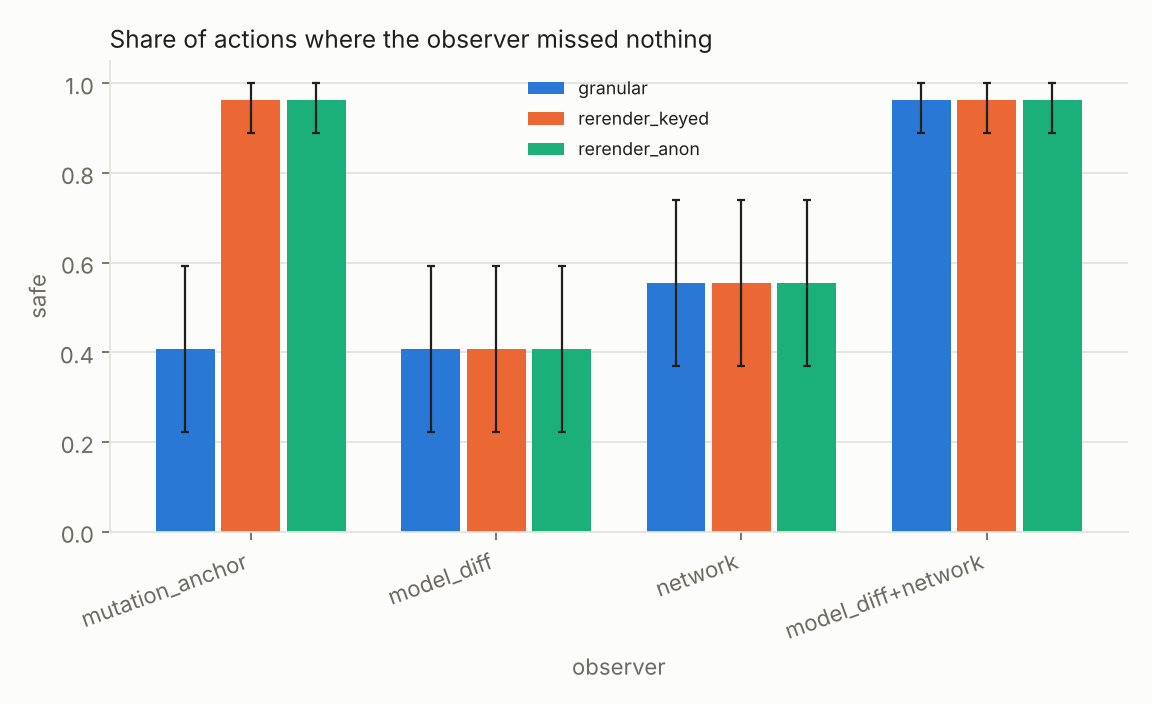 Share of actions where the observer missed nothing
granular
rerender_keyed
rerender_anon
1.0
0.8
0.6
0.4
0.2
0.0
safe
mutation_anchor
model_diff
network
model_diff+network
observer